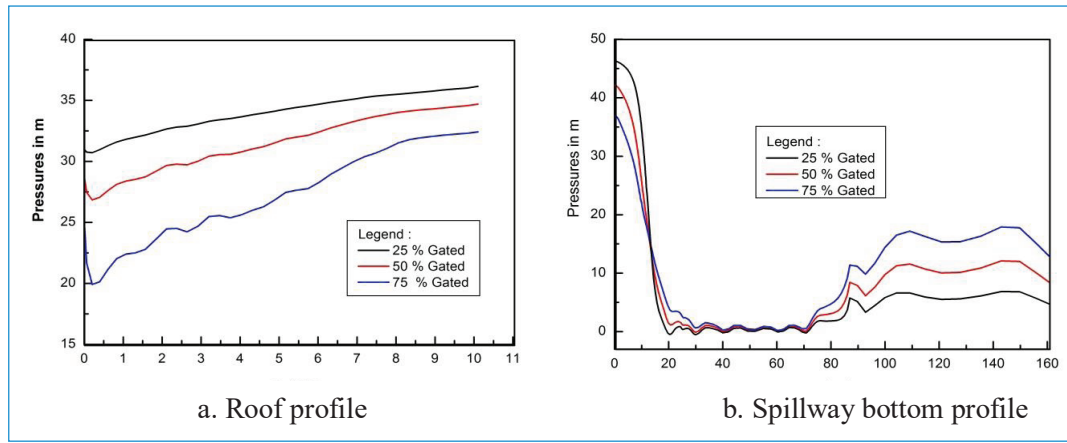 40
35
30
25
20
15
Pressures in m
Legend :
25 % Gated
50 % Gated
75 % Gated
0 1 2 3 4 5 6 7 8 9 10 11
a. Roof profile
50
40
30
20
10
0
Pressures in m
Legend :
25 % Gated
50 % Gated
75 % Gated
0 20 40 60 80 100 120 140 160
b. Spillway bottom profile